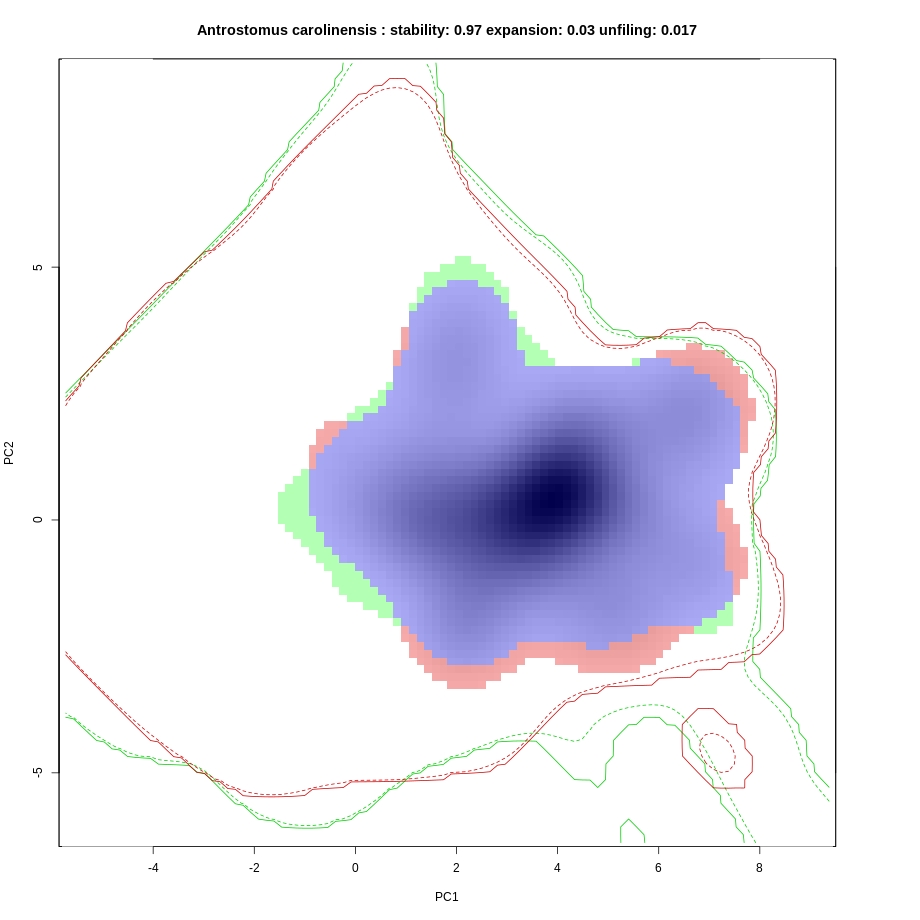 Antrostomus carolinensis : stability: 0.97 expansion: 0.03 unfiling: 0.017
5
0
-5
PC2
-4 -2 0 2 4 6 8
PC1